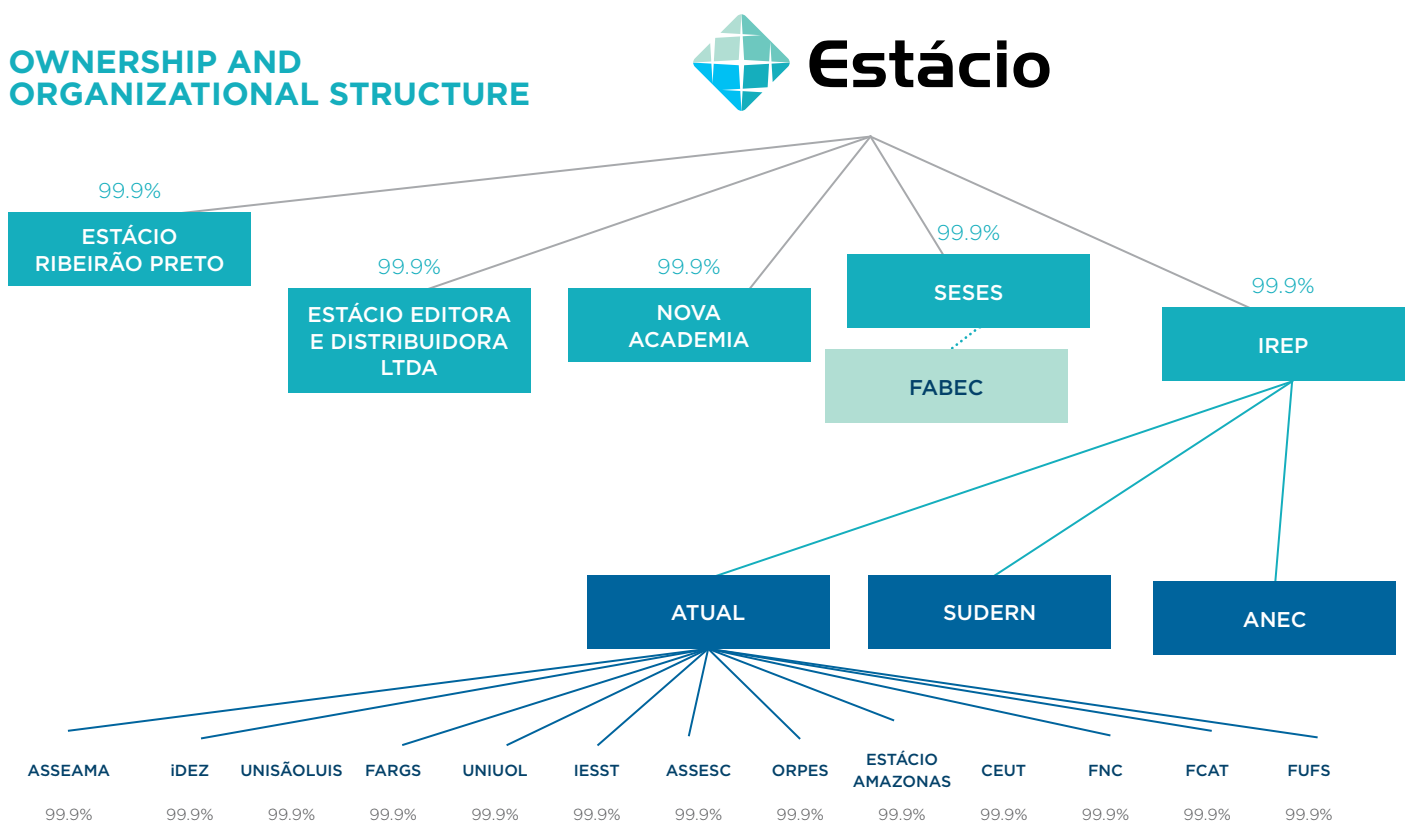 OWNERSHIP AND
ORGANIZATIONAL STRUCTURE
Estácio
99.9%
ESTÁCIO
RIBEIRÃO PRETO
99.9%
ESTÁCIO EDITORA
E DISTRIBUIDORA
LTDA
99.9%
NOVA
ACADEMIA
99.9%
SESES
FABEC
99.9%
IREP
ATUAL
SUDERN
ANEC
ASSEAMA
iDEZ
UNISÃOLUIS
FARGS
UNIUOL
IESST
ASSESC
ORPES
ESTÁCIO
AMAZONAS
CEUT
FNC
FCAT
FUFS
99.9%
99.9%
99.9%
99.9%
99.9%
99.9%
99.9%
99.9%
99.9%
99.9%
99.9%
99.9%
99.9%